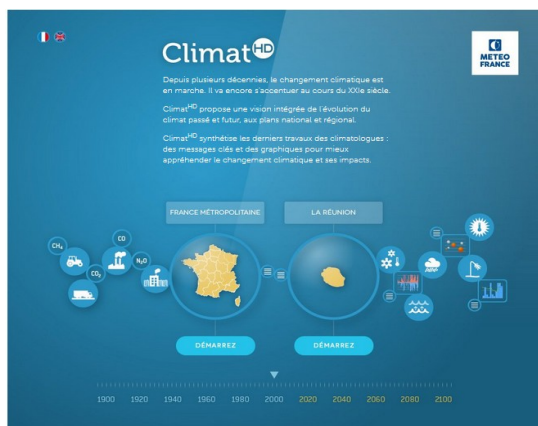 Climat HD
METEO
FRANCE
Depuis plusieurs décennies, le changement climatique est
en marche. Il va encore s'accentuer au cours du XXIe siècle.
Climat HD propose une vision intégrée de l'évolution du
climat passé et futur, aux plans national et régional.
Climat HD synthétise les derniers travaux des climatologues :
des messages clés et des graphiques pour mieux
appréhender le changement climatique et ses impacts.
FRANCE MÉTROPOLITAINE
LA RÉUNION
CH4
CO
N2O
CO2
DÉMARREZ
DÉMARREZ
1900 1920 1940 1960 1980 2000 2020 2040 2060 2080 2100